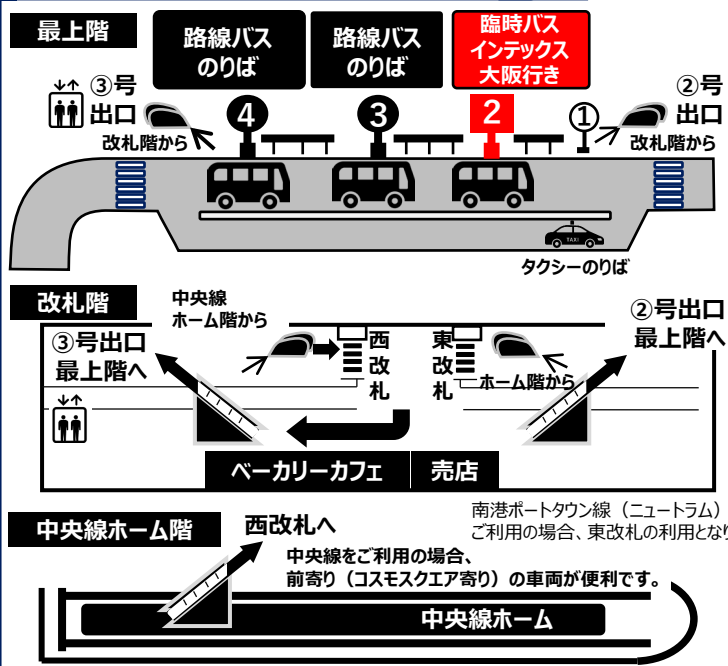 最上階
路線バス
のりば
路線バス
のりば
臨時バス
インテックス
大阪行き
③号
出口
改札階から
4
3
2
①
②号
出口
改札階から
TAXI
タクシーのりば
改札階
中央線
ホーム階から
③号出口
最上階へ
西改札
東改札
ホーム階から
②号出口
最上階へ
ベーカリーカフェ
売店
中央線ホーム階
西改札へ
南港ポートタウン線（ニュートラム）
ご利用の場合、東改札の利用とな
中央線をご利用の場合、
前寄り（コスモスクエア寄り）の車両が便利です。
中央線ホーム